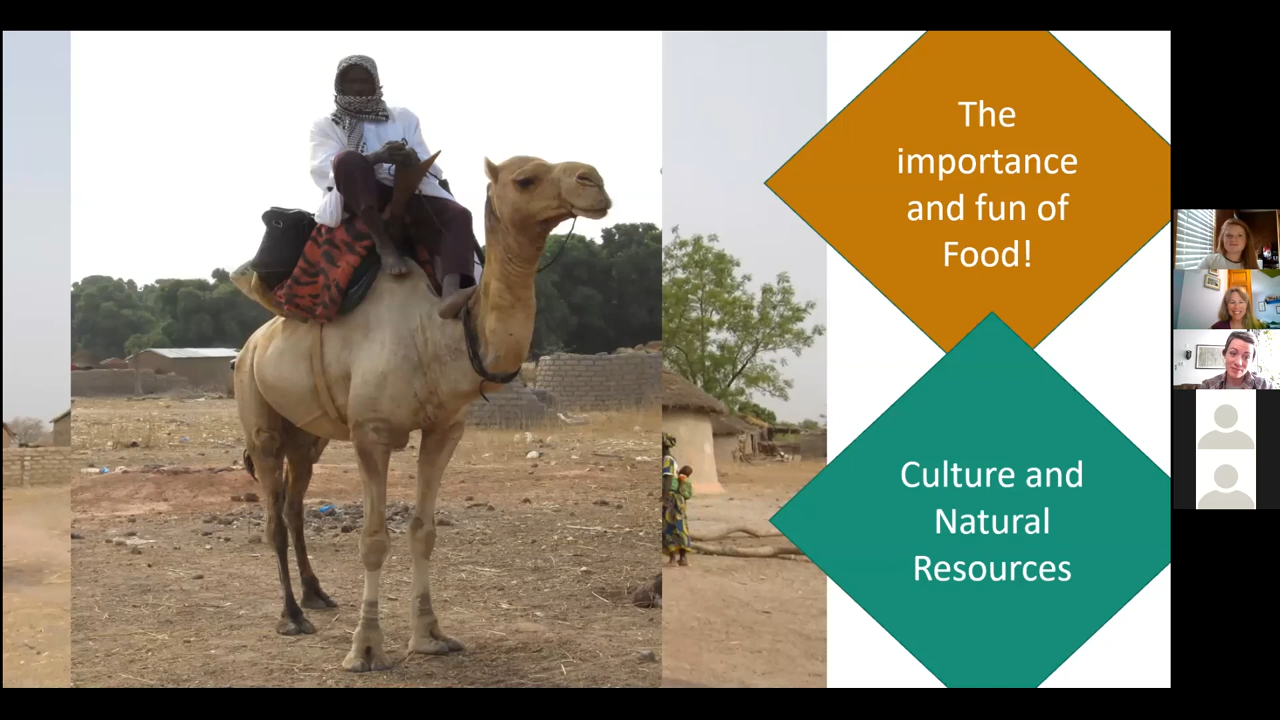 The
importance
and fun of
Food!
Culture and
Natural
Resources